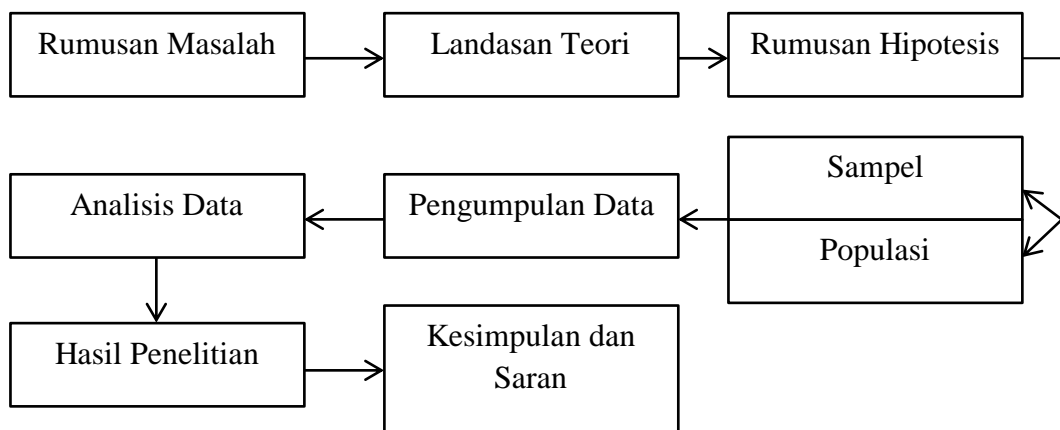 Rumusan Masalah
Landasan Teori
Rumusan Hipotesis
Sampel
Populasi
Pengumpulan Data
Analisis Data
Hasil Penelitian
Kesimpulan dan
Saran